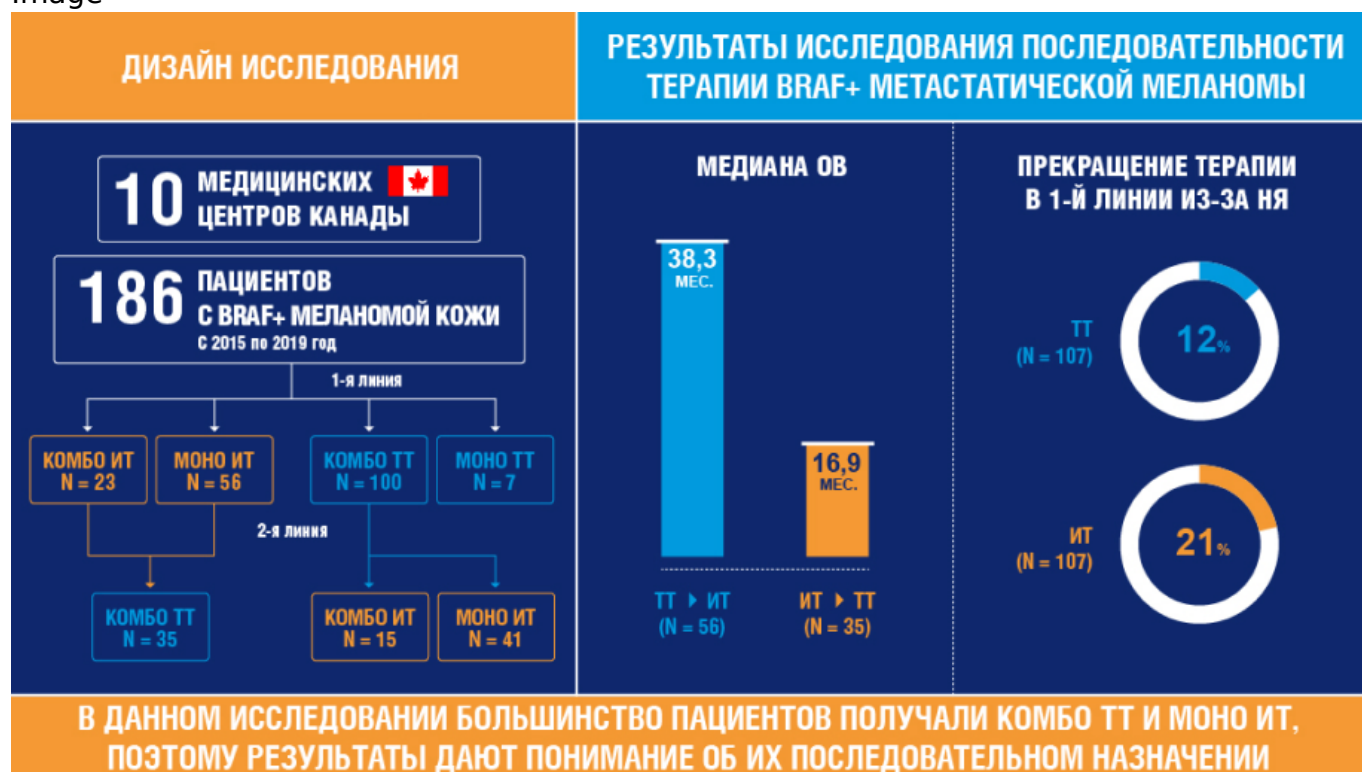 Image
ДИЗАЙН ИССЛЕДОВАНИЯ
РЕЗУЛЬТАТЫ ИССЛЕДОВАНИЯ ПОСЛЕДОВАТЕЛЬНОСТИ
ТЕРАПИИ BRAF+ МЕТАСТАТИЧЕСКОЙ МЕЛАНОМЫ
10 МЕДИЦИНСКИХ
ЦЕНТРОВ КАНАДЫ
186 ПАЦИЕНТОВ
С BRAF+ МЕЛАНОМОЙ КОЖИ
С 2015 по 2019 год
1-я линия
КОМБО ИТ
N = 23
МОНО ИТ
N = 56
КОМБО ТТ
N = 100
МОНО ТТ
N = 7
2-я линия
КОМБО ТТ
N = 35
КОМБО ИТ
N = 15
МОНО ИТ
N = 41
МЕДИАНА ОВ
38,3
МЕС.
16,9
МЕС.
ТТ ▸ ИТ
(N = 56)
ИТ ▸ ТТ
(N = 35)
ПРЕКРАЩЕНИЕ ТЕРАПИИ
В 1-Й ЛИНИИ ИЗ-ЗА НЯ
ТТ
(N = 107)
12%
ИТ
(N = 107)
21%
В ДАННОМ ИССЛЕДОВАНИИ БОЛЬШИНСТВО ПАЦИЕНТОВ ПОЛУЧАЛИ КОМБО ТТ И МОНО ИТ,
ПОЭТОМУ РЕЗУЛЬТАТЫ ДАЮТ ПОНИМАНИЕ ОБ ИХ ПОСЛЕДОВАТЕЛЬНОМ НАЗНАЧЕНИИ